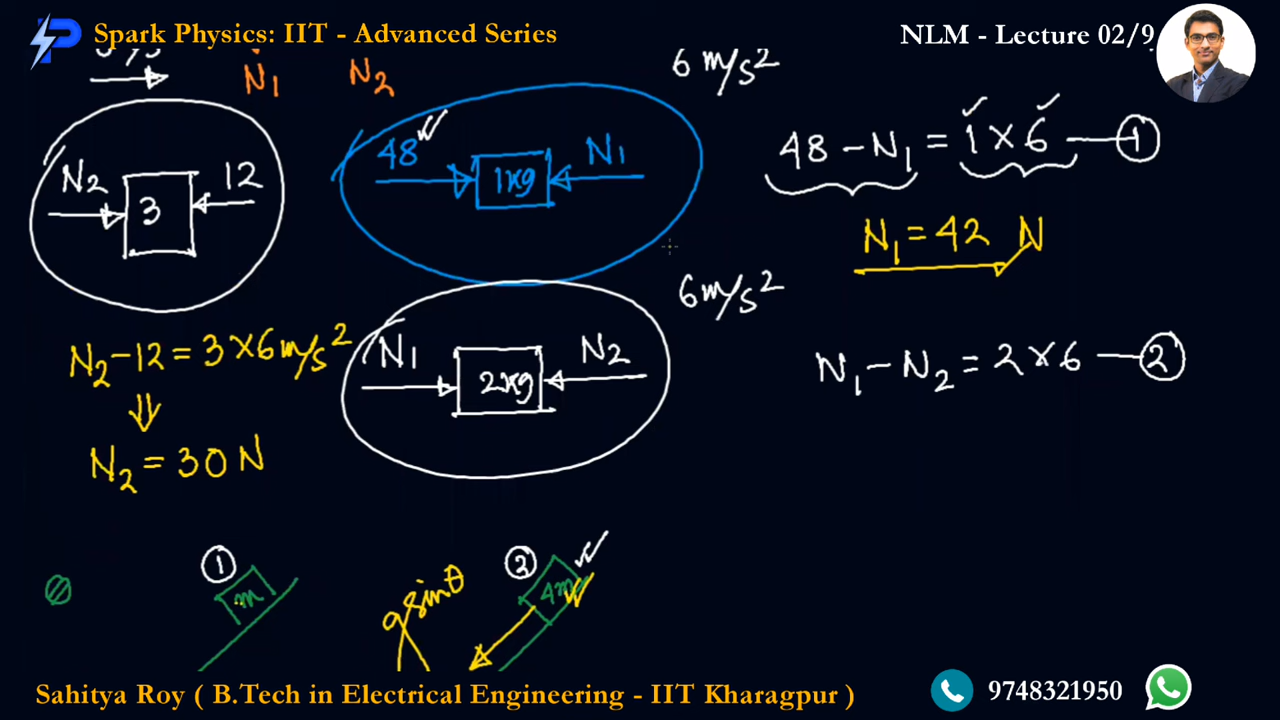 Spark Physics: IIT - Advanced Series
NLM - Lecture 02/9
N₁ N₂
6 m/s²
N₂ 3 12
48 1kg N₁
48 - N₁ = 1 × 6 — ①
N₁ = 42 N
6 m/s²
N₁ 2kg N₂
N₁ - N₂ = 2 × 6 — ②
N₂ - 12 = 3 × 6 m/s²
N₂ = 30 N
① m
g sinθ
② 4m
Sahitya Roy ( B.Tech in Electrical Engineering - IIT Kharagpur )
9748321950